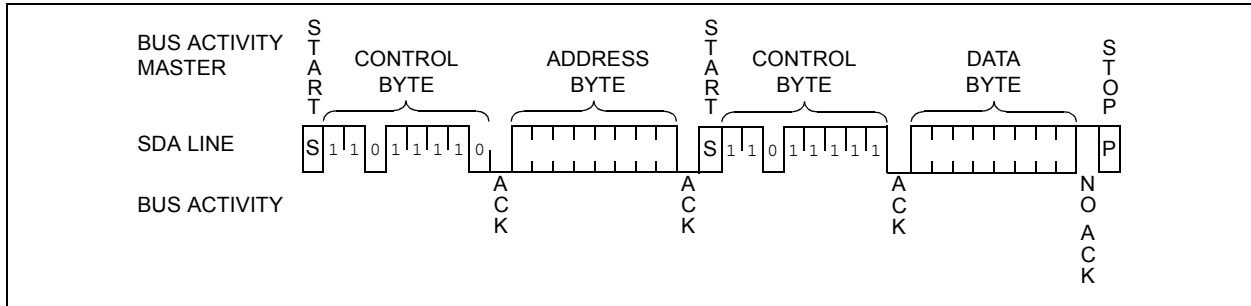 BUS ACTIVITY
MASTER
START
CONTROL
BYTE
ADDRESS
BYTE
START
CONTROL
BYTE
DATA
BYTE
STOP
SDA LINE
S 1 1 0 1 1 1 1 0
S 1 1 0 1 1 1 1 1
P
BUS ACTIVITY
ACK
ACK
ACK
NO ACK